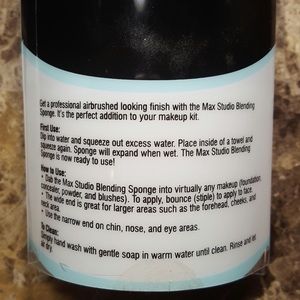 Get a professional airbrushed looking finish with the Max Studio Blending
Sponge. It's the perfect addition to your makeup kit.
First Use:
Dip into water and squeeze out excess water. Place inside of a towel and
squeeze again. Sponge will expand when wet. The Max Studio Blending
Sponge is now ready to use!
How to Use:
• Dab the Max Studio Blending Sponge into virtually any makeup (foundation,
concealer, powder, and blushes). To apply, bounce (stiple) to apply to face.
• The wide end is great for larger areas such as the forehead, cheeks, and
neck area.
• Use the narrow end on chin, nose, and eye areas.
To Clean:
Simply hand wash with gentle soap in warm water until clean. Rinse and let
air dry.